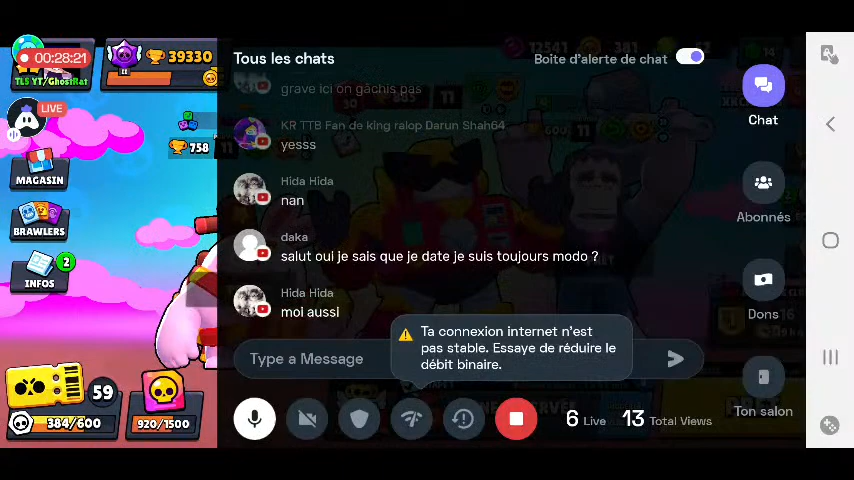 00:28:21
TLS YT/GhostRat
39330
LIVE
758
MAGASIN
BRAWLERS
INFOS
2
59
384/600
920/1500
Tous les chats
Boite d'alerte de chat
grave ici on gâchis pas
KR TTB Fan de king ralop Darun Shah64
yesss
Hida Hida
nan
daka
salut oui je sais que je date je suis toujours modo ?
Hida Hida
moi aussi
Ta connexion internet n'est
pas stable. Essaye de réduire le
débit binaire.
Type a Message
6 Live
13 Total Views
Chat
Abonnés
Dons
Ton salon